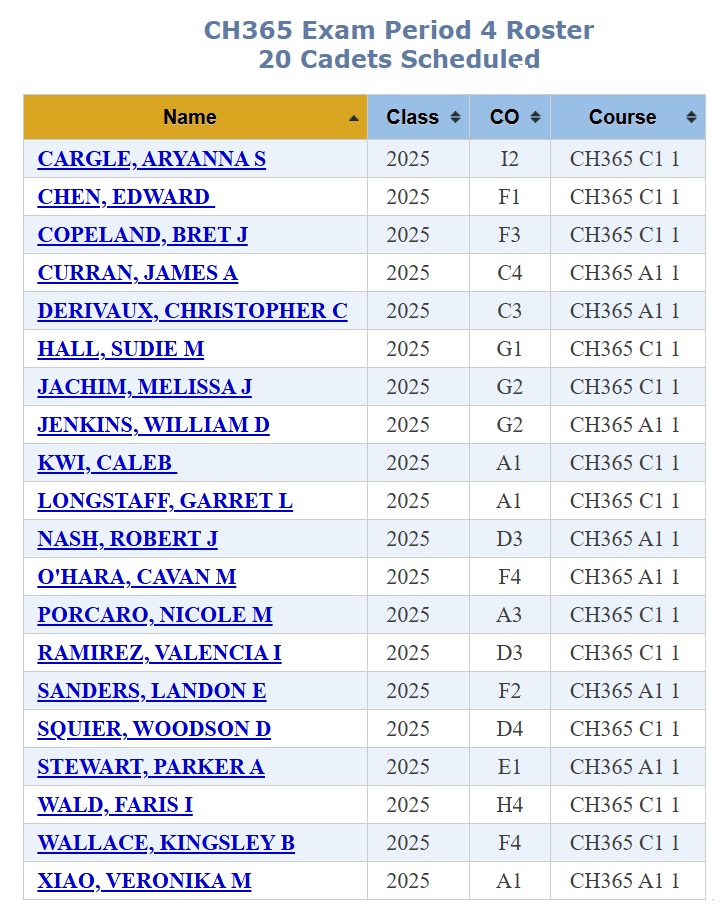 CH365 Exam Period 4 Roster
20 Cadets Scheduled
Name Class CO Course
CARGLE, ARYANNA S 2025 I2 CH365 C1 1
CHEN, EDWARD 2025 F1 CH365 C1 1
COPELAND, BRET J 2025 F3 CH365 C1 1
CURRAN, JAMES A 2025 C4 CH365 A1 1
DERIVAUX, CHRISTOPHER C 2025 C3 CH365 A1 1
HALL, SUDIE M 2025 G1 CH365 C1 1
JACHIM, MELISSA J 2025 G2 CH365 C1 1
JENKINS, WILLIAM D 2025 G2 CH365 A1 1
KWI, CALEB 2025 A1 CH365 C1 1
LONGSTAFF, GARRET L 2025 A1 CH365 C1 1
NASH, ROBERT J 2025 D3 CH365 A1 1
O'HARA, CAVAN M 2025 F4 CH365 A1 1
PORCARO, NICOLE M 2025 A3 CH365 C1 1
RAMIREZ, VALENCIA I 2025 D3 CH365 C1 1
SANDERS, LANDON E 2025 F2 CH365 A1 1
SQUIER, WOODSON D 2025 D4 CH365 C1 1
STEWART, PARKER A 2025 E1 CH365 A1 1
WALD, FARIS I 2025 H4 CH365 C1 1
WALLACE, KINGSLEY B 2025 F4 CH365 C1 1
XIAO, VERONIKA M 2025 A1 CH365 A1 1